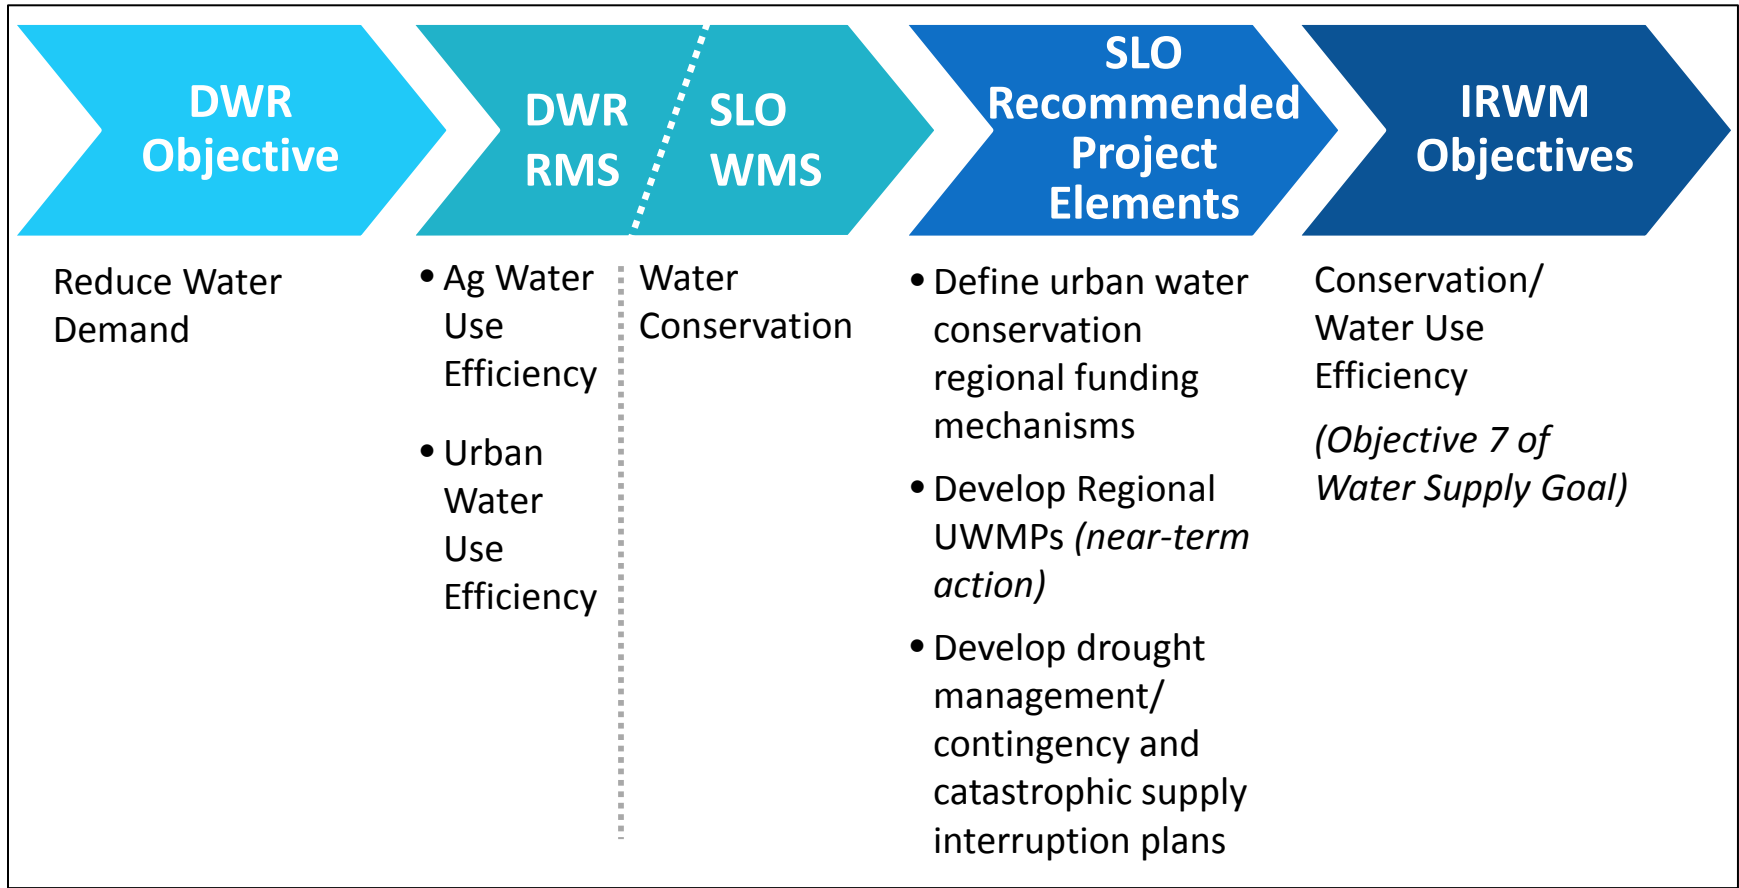 DWR
Objective
DWR
RMS
SLO
WMS
SLO
Recommended
Project
Elements
IRWM
Objectives
Reduce Water
Demand
• Ag Water
Use
Efficiency
• Urban
Water
Use
Efficiency
Water
Conservation
• Define urban water
conservation
regional funding
mechanisms
• Develop Regional
UWMPs (near-term
action)
• Develop drought
management/
contingency and
catastrophic supply
interruption plans
Conservation/
Water Use
Efficiency
(Objective 7 of
Water Supply Goal)